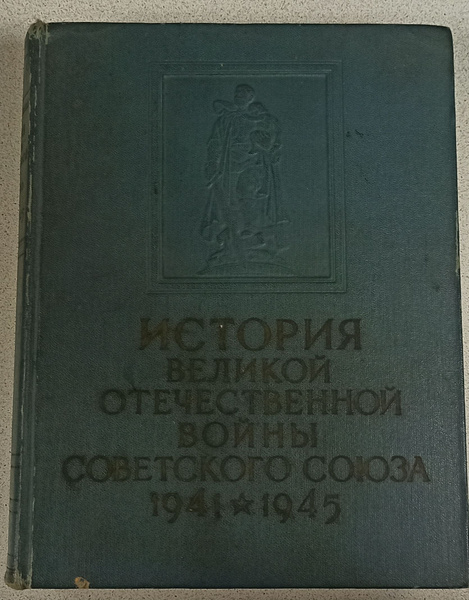 ИСТОРИЯ
ВЕЛИКОЙ
ОТЕЧЕСТВЕННОЙ
ВОЙНЫ
СОВЕТСКОГО СОЮЗА
1941 ★ 1945